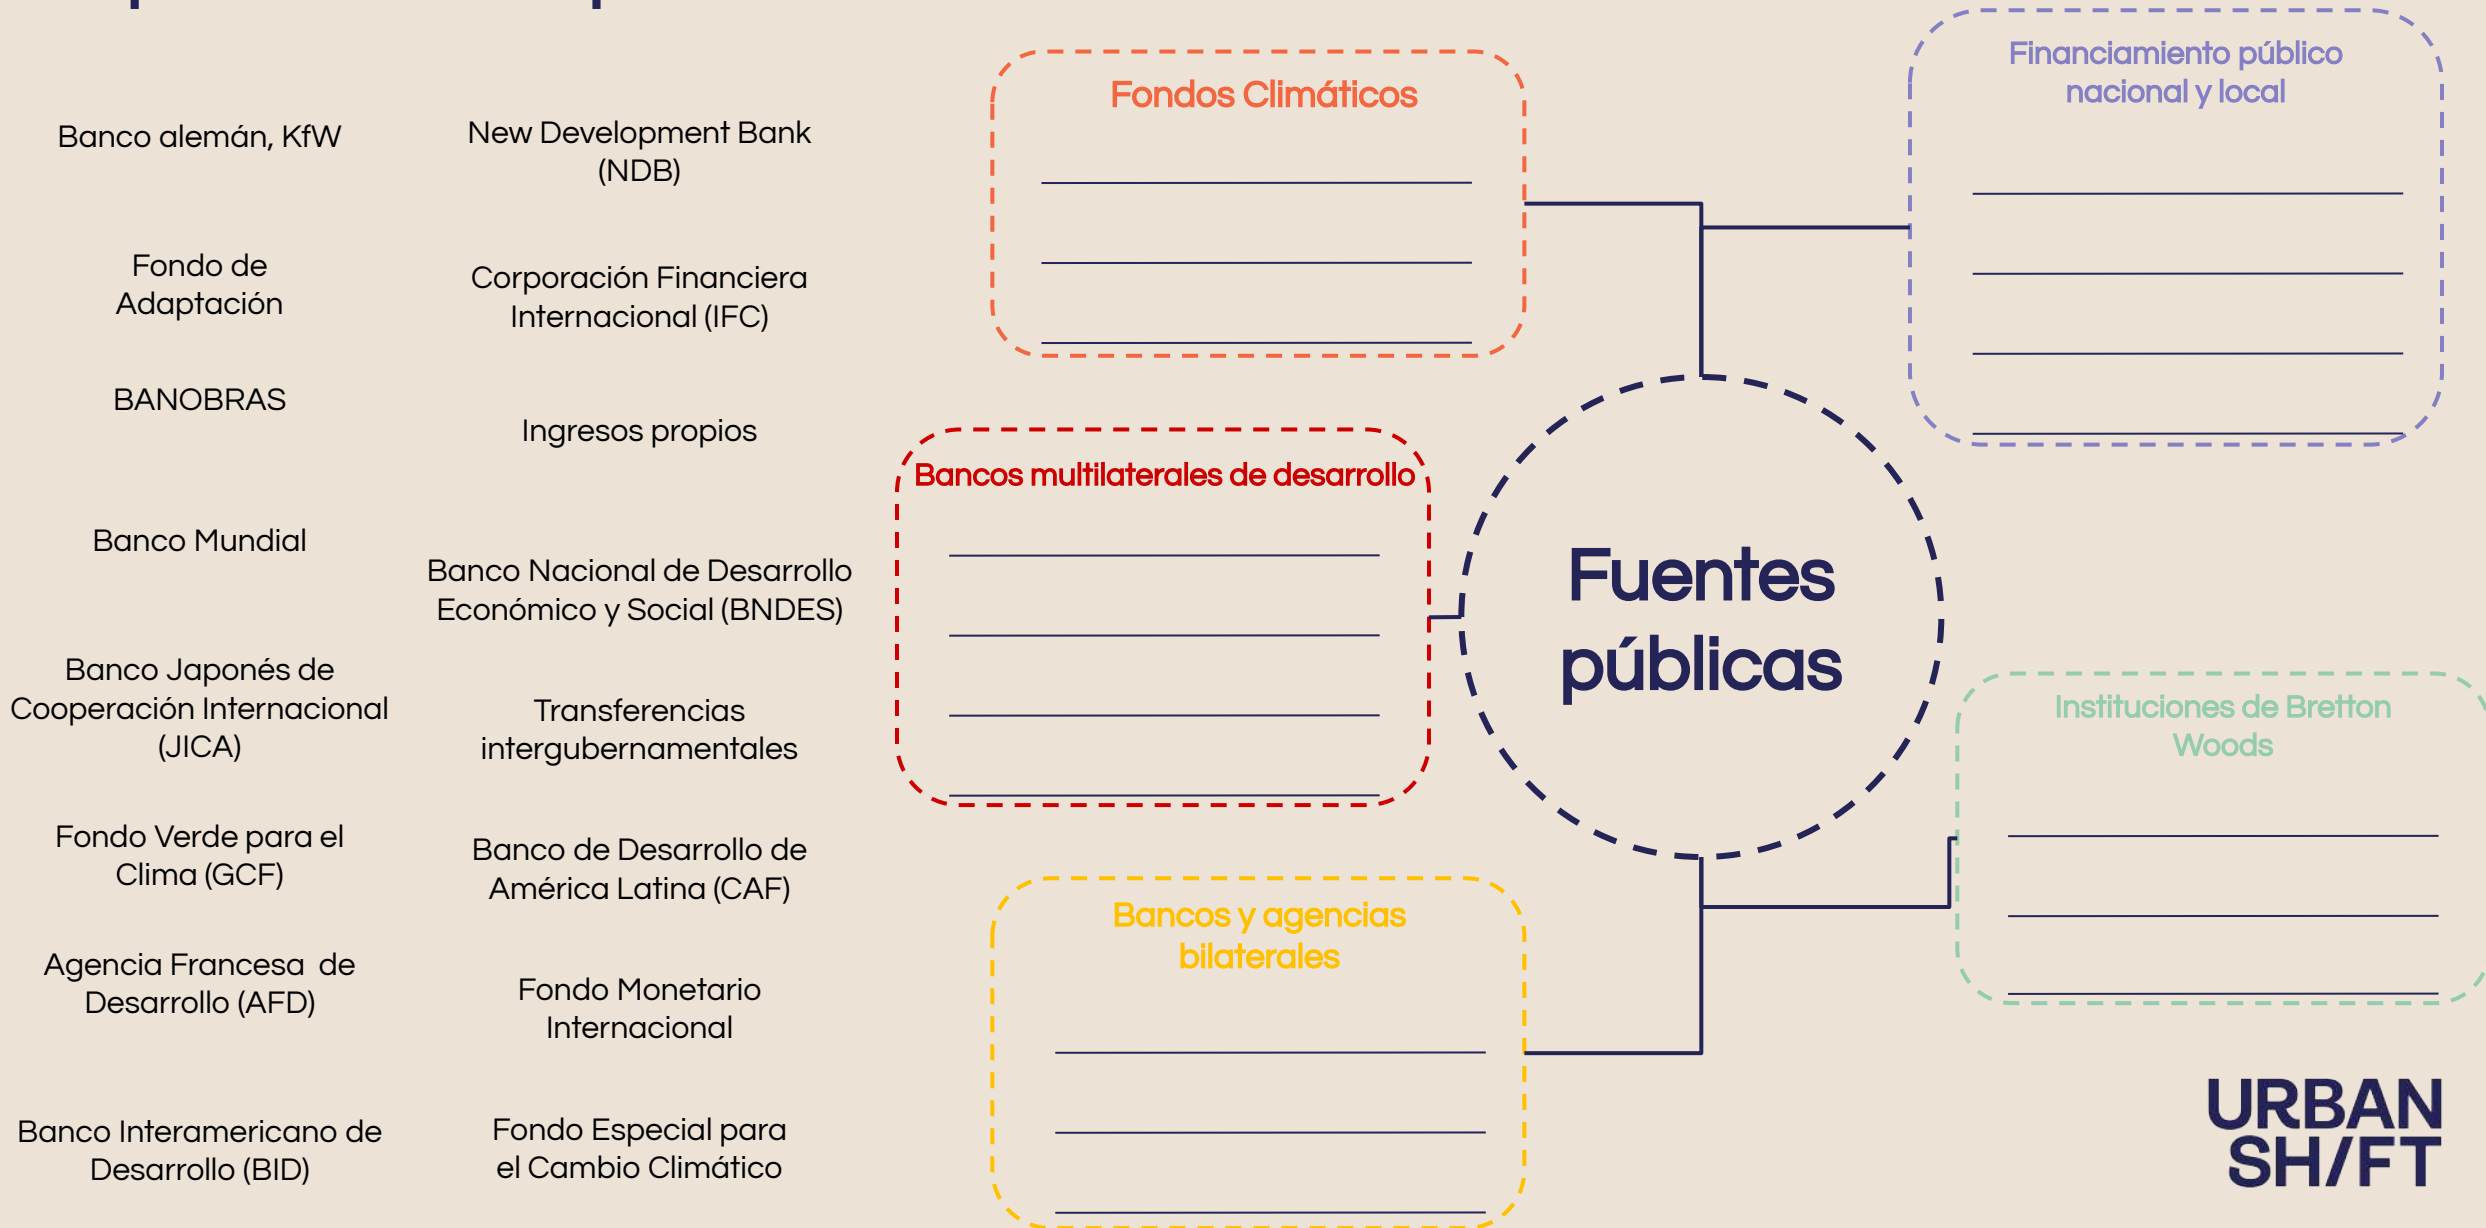 Banco alemán, KfW
Fondo de
Adaptación
BANOBRAS
Banco Mundial
Banco Japonés de
Cooperación Internacional
(JICA)
Fondo Verde para el
Clima (GCF)
Agencia Francesa  de
Desarrollo (AFD)
Banco Interamericano de
Desarrollo (BID)
New Development Bank
(NDB)
Corporación Financiera
Internacional (IFC)
Ingresos propios
Banco Nacional de Desarrollo
Económico y Social (BNDES)
Transferencias
intergubernamentales
Banco de Desarrollo de
América Latina (CAF)
Fondo Monetario
Internacional
Fondo Especial para
el Cambio Climático
Fondos Climáticos
Bancos multilaterales de desarrollo
Bancos y agencias
bilaterales
Fuentes
públicas
Financiamiento público
nacional y local
Instituciones de Bretton
Woods
URBAN
SH/FT